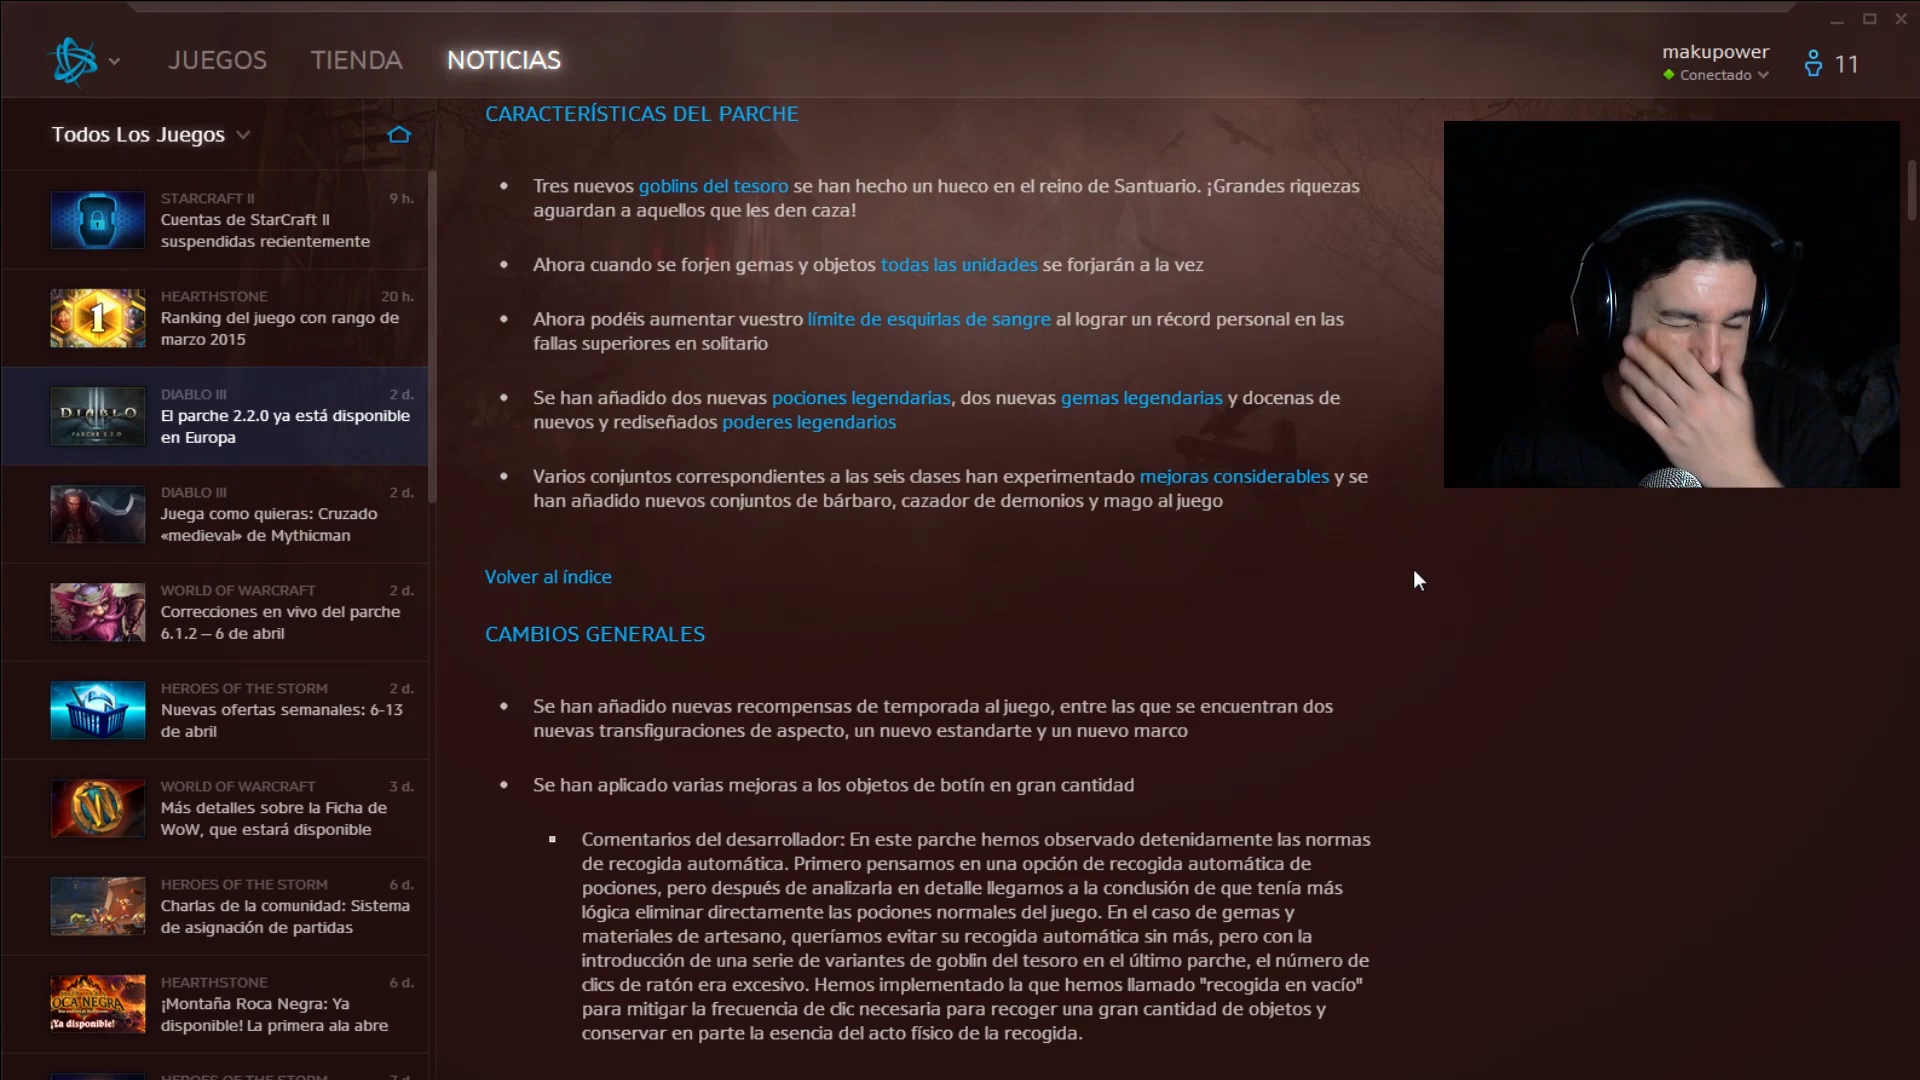 JUEGOS
TIENDA
NOTICIAS
makupower
Conectado
11
Todos Los Juegos
STARCRAFT II
9 h.
Cuentas de StarCraft II
suspendidas recientemente
HEARTHSTONE
20 h.
Ranking del juego con rango de
marzo 2015
1
DIABLO III
2 d.
El parche 2.2.0 ya está disponible
en Europa
DIABLO
PARCHE 2.2.0
DIABLO III
2 d.
Juega como quieras: Cruzado
«medieval» de Mythicman
WORLD OF WARCRAFT
2 d.
Correcciones en vivo del parche
6.1.2 – 6 de abril
HEROES OF THE STORM
2 d.
Nuevas ofertas semanales: 6-13
de abril
WORLD OF WARCRAFT
3 d.
Más detalles sobre la Ficha de
WoW, que estará disponible
W
HEROES OF THE STORM
6 d.
Charlas de la comunidad: Sistema
de asignación de partidas
HEARTHSTONE
6 d.
¡Montaña Roca Negra: Ya
disponible! La primera ala abre
OCA NEGRA
¡Ya disponible!
HEROES OF THE STORM
7 d.
CARACTERÍSTICAS DEL PARCHE
• Tres nuevos goblins del tesoro se han hecho un hueco en el reino de Santuario. ¡Grandes riquezas
aguardan a aquellos que les den caza!
• Ahora cuando se forjen gemas y objetos todas las unidades se forjarán a la vez
• Ahora podéis aumentar vuestro límite de esquirlas de sangre al lograr un récord personal en las
fallas superiores en solitario
• Se han añadido dos nuevas pociones legendarias, dos nuevas gemas legendarias y docenas de
nuevos y rediseñados poderes legendarios
• Varios conjuntos correspondientes a las seis clases han experimentado mejoras considerables y se
han añadido nuevos conjuntos de bárbaro, cazador de demonios y mago al juego
Volver al índice
CAMBIOS GENERALES
• Se han añadido nuevas recompensas de temporada al juego, entre las que se encuentran dos
nuevas transfiguraciones de aspecto, un nuevo estandarte y un nuevo marco
• Se han aplicado varias mejoras a los objetos de botín en gran cantidad
▪ Comentarios del desarrollador: En este parche hemos observado detenidamente las normas
de recogida automática. Primero pensamos en una opción de recogida automática de
pociones, pero después de analizarla en detalle llegamos a la conclusión de que tenía más
lógica eliminar directamente las pociones normales del juego. En el caso de gemas y
materiales de artesano, queríamos evitar su recogida automática sin más, pero con la
introducción de una serie de variantes de goblin del tesoro en el último parche, el número de
clics de ratón era excesivo. Hemos implementado la que hemos llamado "recogida en vacío"
para mitigar la frecuencia de clic necesaria para recoger una gran cantidad de objetos y
conservar en parte la esencia del acto físico de la recogida.